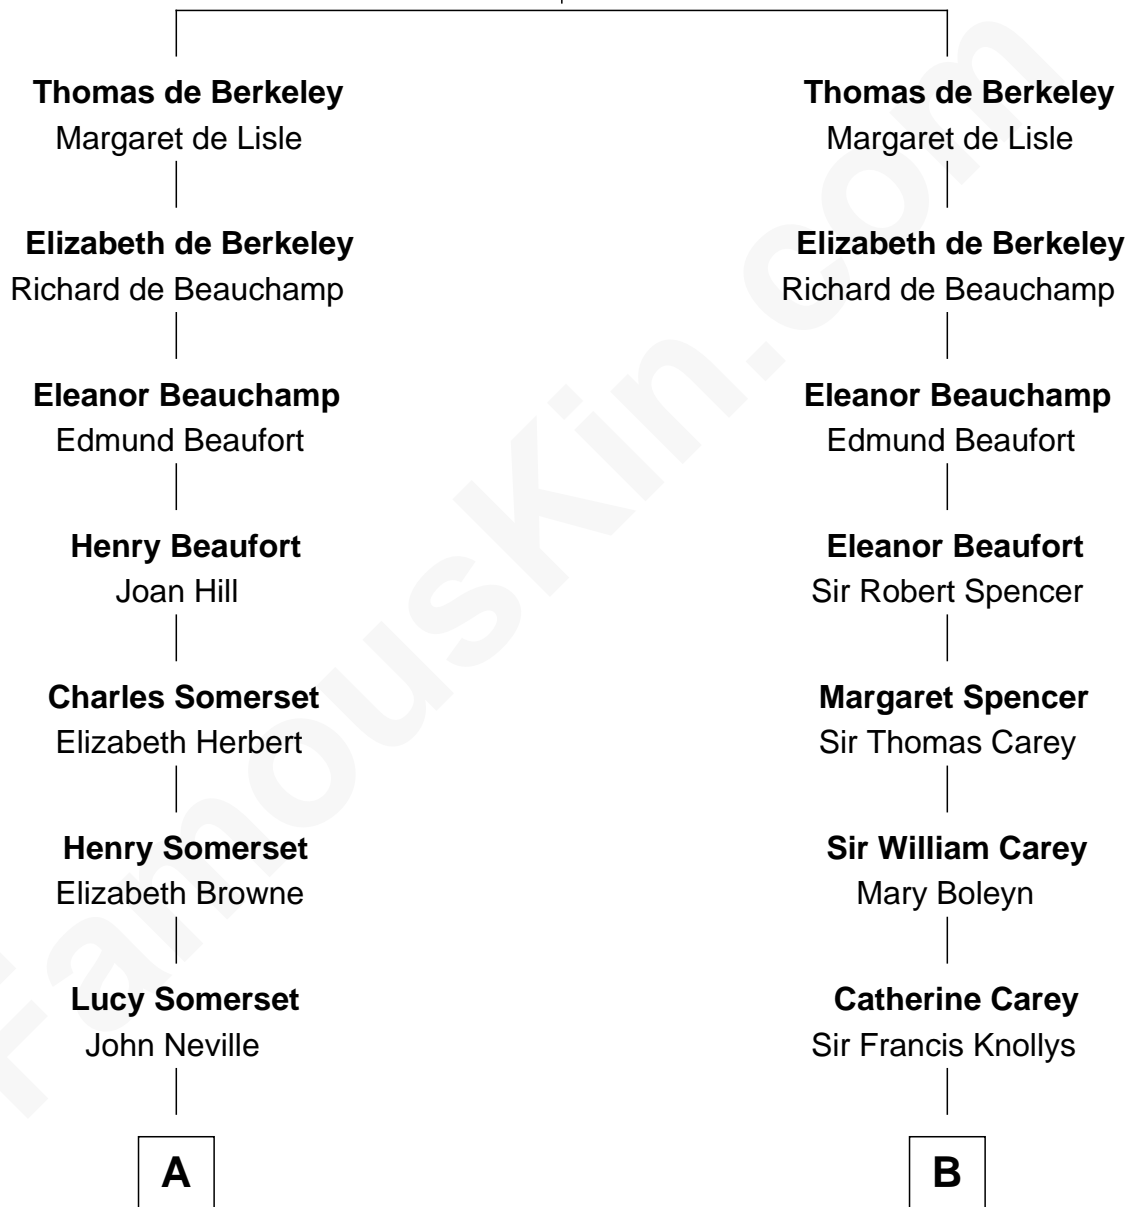 Thomas de Berkeley
Margaret de Lisle
Elizabeth de Berkeley
Richard de Beauchamp
Eleanor Beauchamp
Edmund Beaufort
Henry Beaufort
Joan Hill
Charles Somerset
Elizabeth Herbert
Henry Somerset
Elizabeth Browne
Lucy Somerset
John Neville
A
Thomas de Berkeley
Margaret de Lisle
Elizabeth de Berkeley
Richard de Beauchamp
Eleanor Beauchamp
Edmund Beaufort
Eleanor Beaufort
Sir Robert Spencer
Margaret Spencer
Sir Thomas Carey
Sir William Carey
Mary Boleyn
Catherine Carey
Sir Francis Knollys
B
FamousKin.com